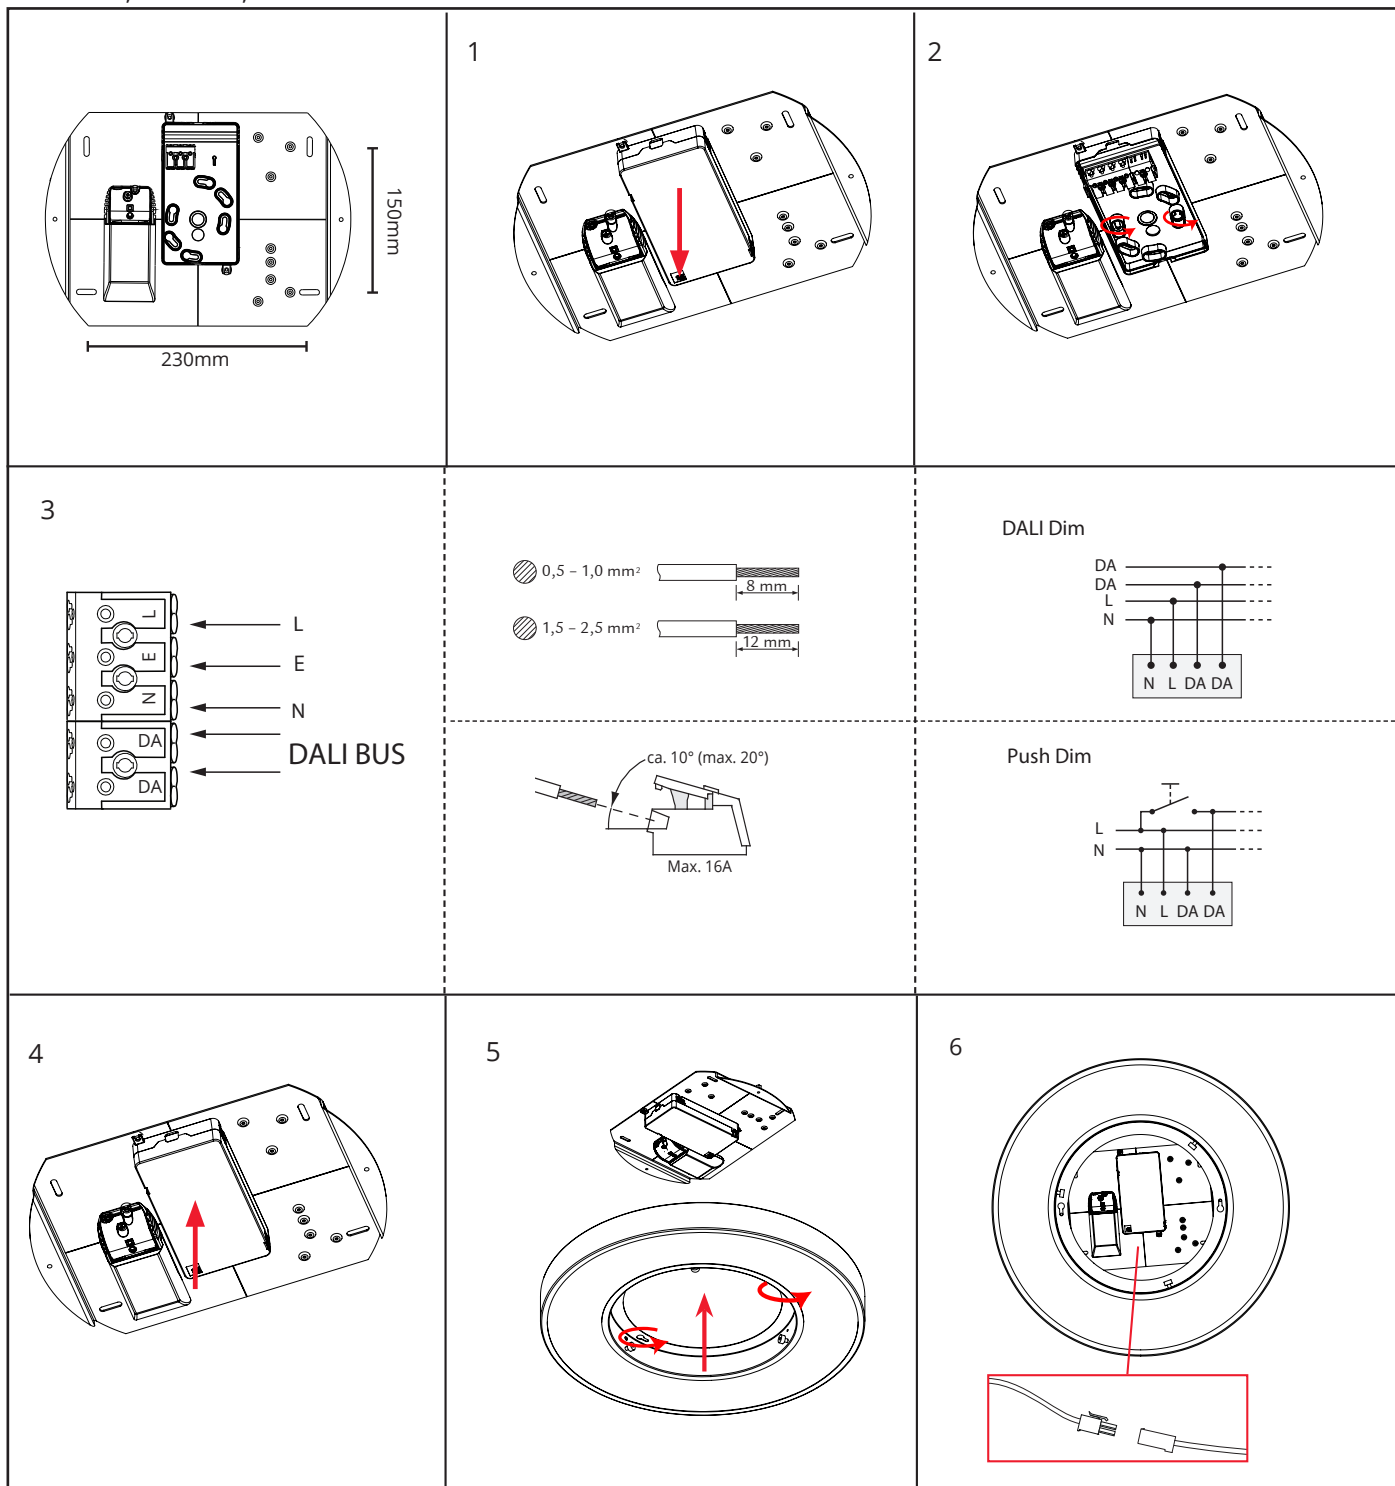 150mm
230mm
1
2
3
L
E
N
DA
DA
L
E
N
DALI BUS
0,5 – 1,0 mm²
8 mm
1,5 – 2,5 mm²
12 mm
ca. 10° (max. 20°)
Max. 16A
DALI Dim
DA
DA
L
N
N L DA DA
Push Dim
L
N
N L DA DA
4
5
6